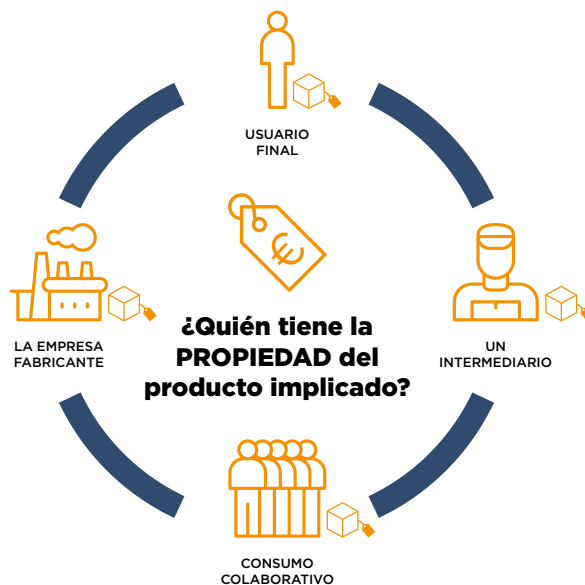 USUARIO
FINAL
€
LA EMPRESA
FABRICANTE
¿Quién tiene la
PROPIEDAD del
producto implicado?
UN
INTERMEDIARIO
CONSUMO
COLABORATIVO